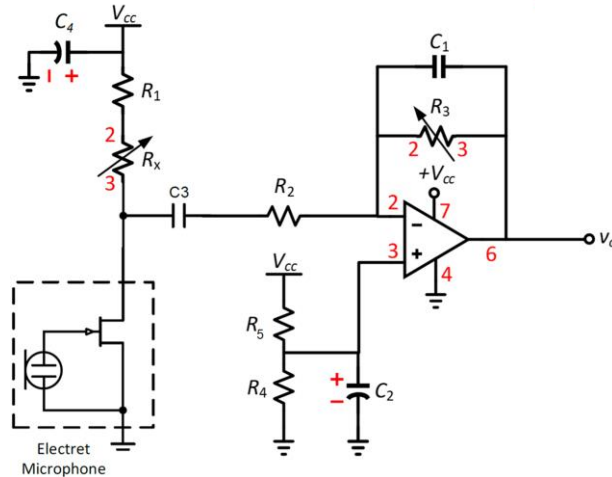 C4
Vcc
I +
R1
2
Rx
3
C3
R2
C1
R3
2 3
+Vcc
2
7
−
3
+
6
4
Vcc
R5
R4
+
−
C2
Electret
Microphone